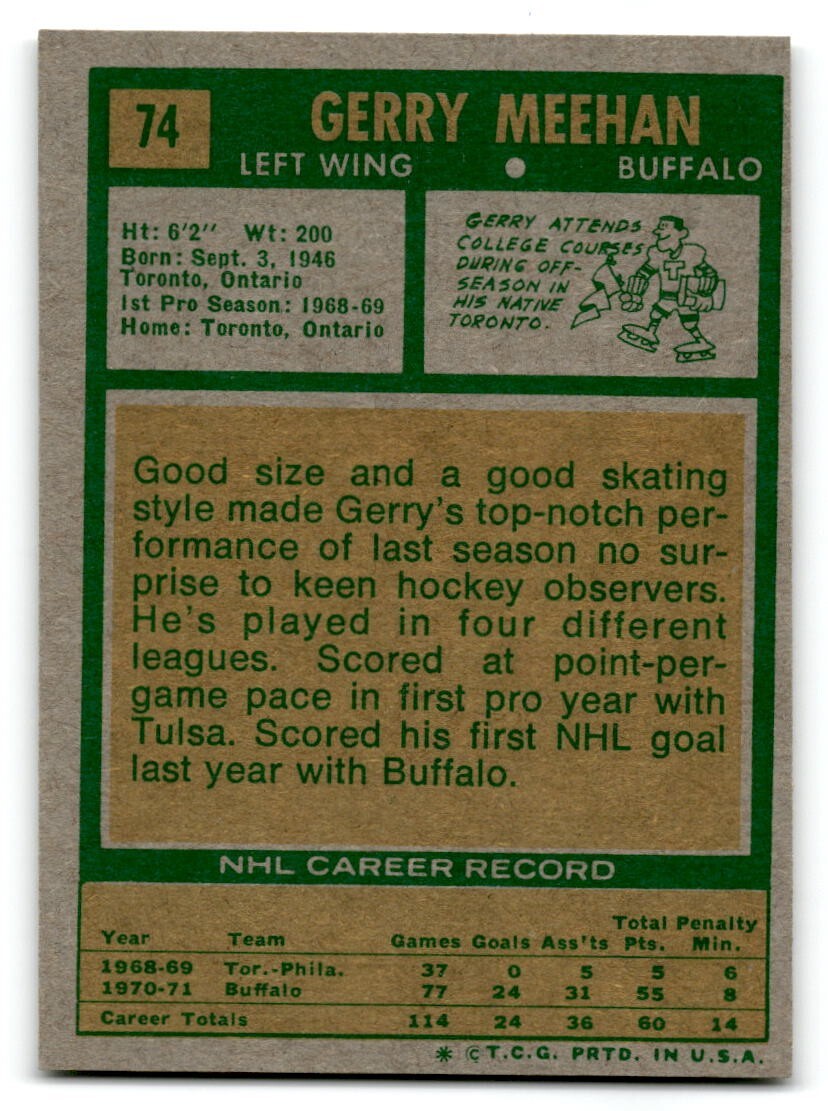 74
GERRY MEEHAN
LEFT WING • BUFFALO
Ht: 6'2" Wt: 200
Born: Sept. 3, 1946
Toronto, Ontario
1st Pro Season: 1968-69
Home: Toronto, Ontario
GERRY ATTENDS
COLLEGE COURSES
DURING OFF-
SEASON IN
HIS NATIVE
TORONTO.
T
Good size and a good skating
style made Gerry's top-notch per-
formance of last season no sur-
prise to keen hockey observers.
He's played in four different
leagues. Scored at point-per-
game pace in first pro year with
Tulsa. Scored his first NHL goal
last year with Buffalo.
NHL CAREER RECORD
Total Penalty
Year Team Games Goals Ass'ts Pts. Min.
1968-69 Tor.-Phila. 37 0 5 5 6
1970-71 Buffalo 77 24 31 55 8
Career Totals 114 24 36 60 14
* © T.C.G. PRTD. IN U.S.A.